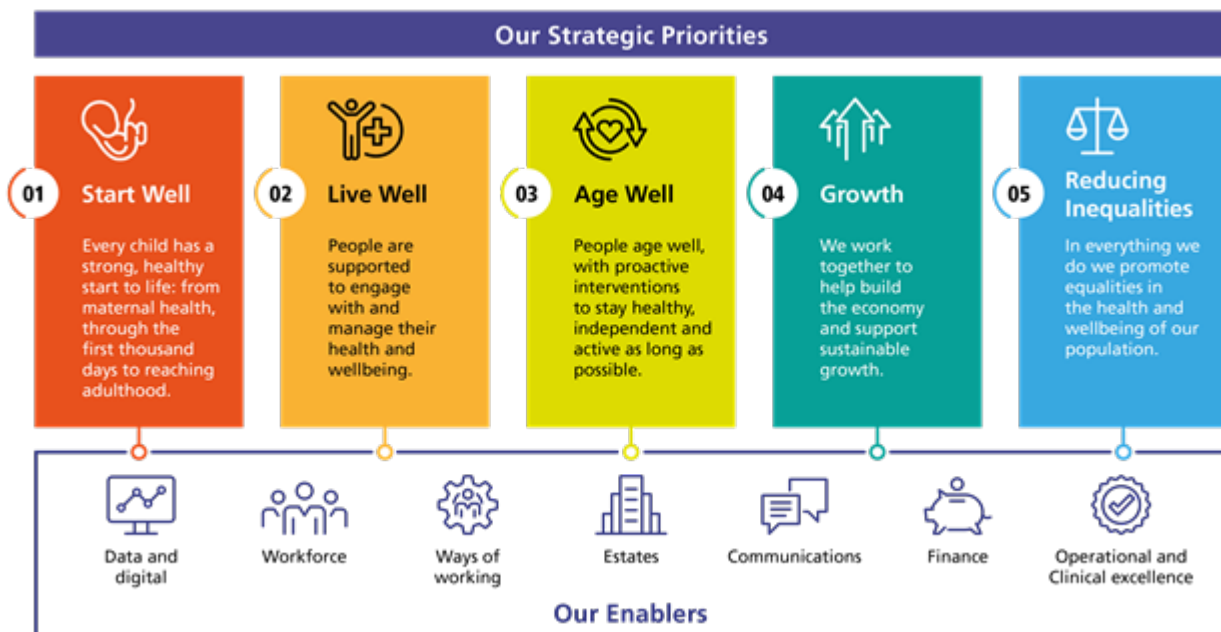 Our Strategic Priorities
01
Start Well
Every child has a
strong, healthy
start to life: from
maternal health,
through the
first thousand
days to reaching
adulthood.
02
Live Well
People are
supported
to engage
with and
manage their
health and
wellbeing.
03
Age Well
People age well,
with proactive
interventions
to stay healthy,
independent and
active as long as
possible.
04
Growth
We work
together to
help build
the economy
and support
sustainable
growth.
05
Reducing
Inequalities
In everything we
do we promote
equalities in
the health and
wellbeing of our
population.
Data and
digital
Workforce
Ways of
working
Estates
Communications
Finance
Operational and
Clinical excellence
Our Enablers